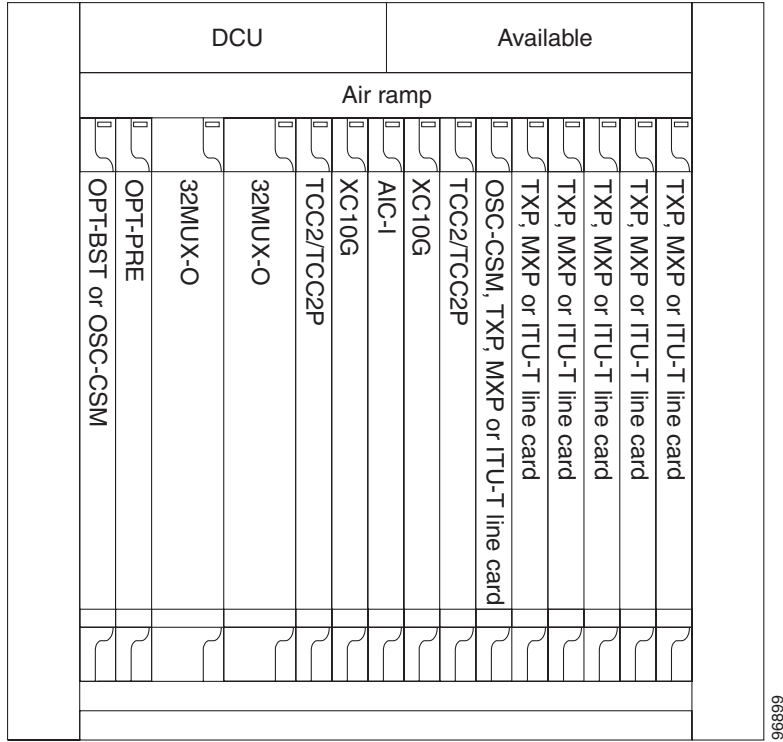 DCU
Available
Air ramp
OPT-BST or OSC-CSM
OPT-PRE
32MUX-O
32MUX-O
TCC2/TCC2P
XC10G
AIC-I
XC10G
TCC2/TCC2P
OSC-CSM, TXP, MXP or ITU-T line card
TXP, MXP or ITU-T line card
TXP, MXP or ITU-T line card
TXP, MXP or ITU-T line card
TXP, MXP or ITU-T line card
TXP, MXP or ITU-T line card
96899